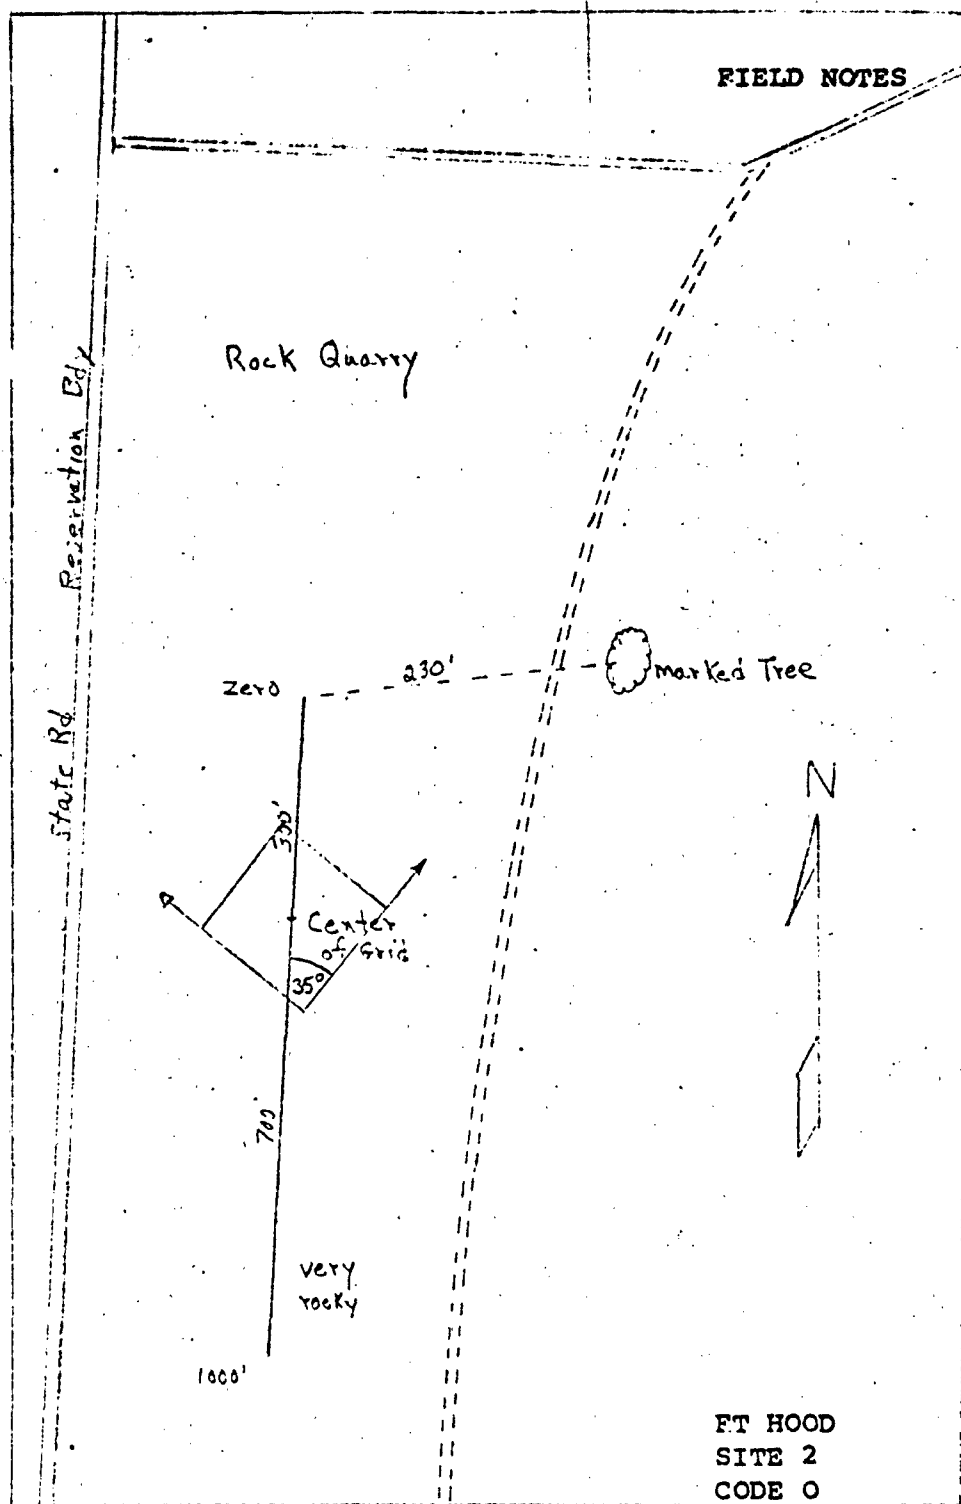 FIELD NOTES
Rock Quarry
State Rd Reservation Bdy
230'
marked Tree
zero
N
300'
Center
of Grid
35°
700'
very
rocky
1000'
FT HOOD
SITE 2
CODE O